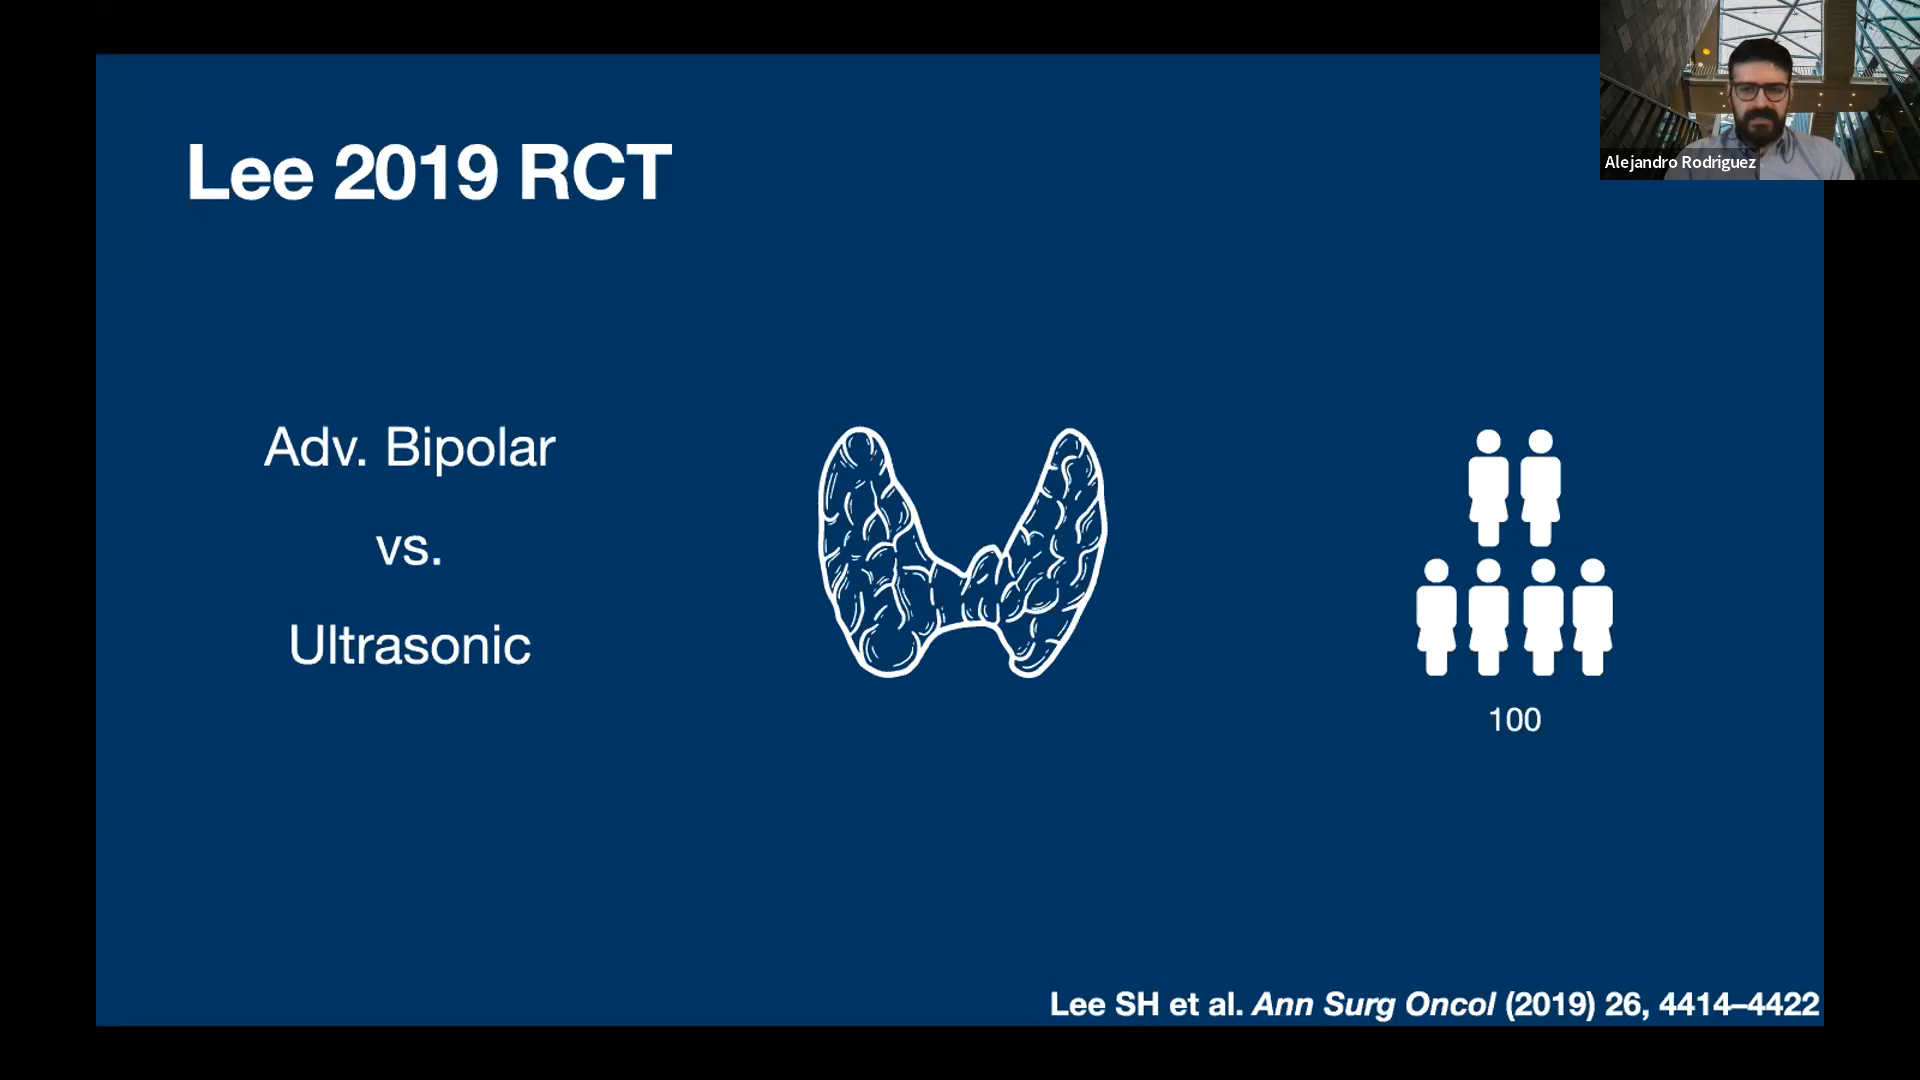 Alejandro Rodriguez
Lee 2019 RCT
Adv. Bipolar
vs.
Ultrasonic
100
Lee SH et al. Ann Surg Oncol (2019) 26, 4414–4422